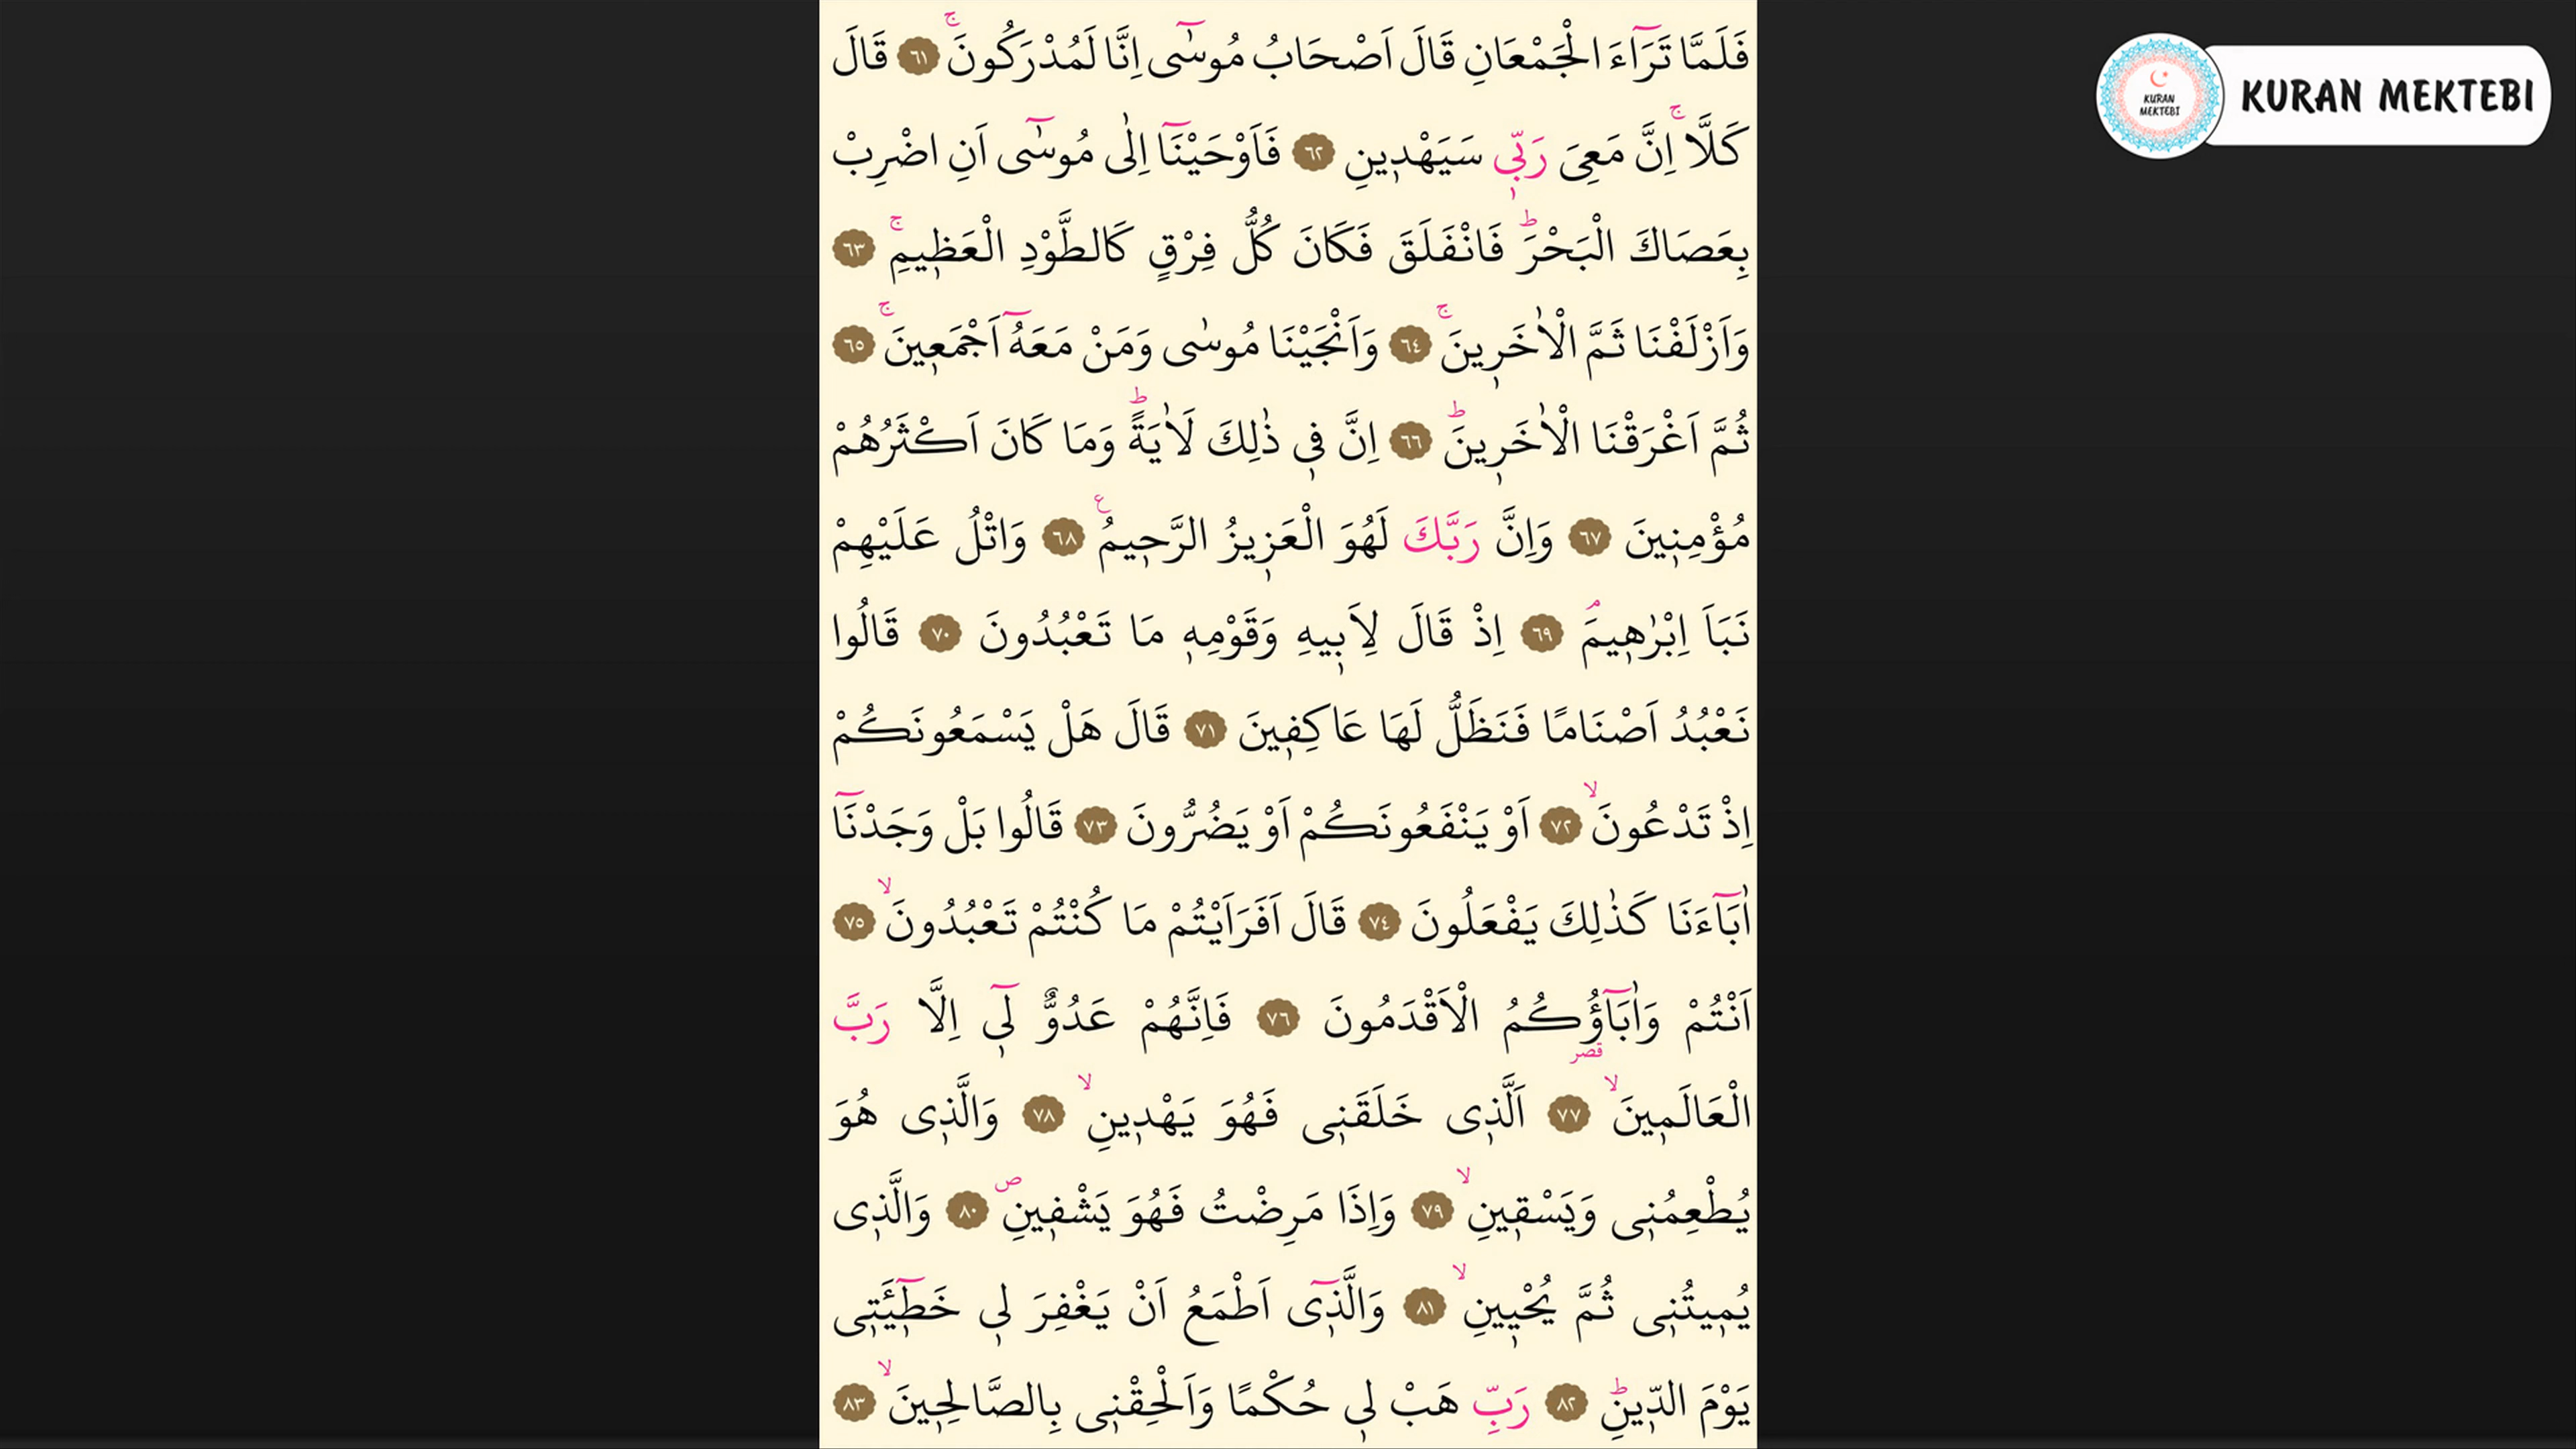 فَلَمَّا تَرَٓاءَ الْجَمْعَانِ قَالَ اَصْحَابُ مُوسٰٓى اِنَّا لَمُدْرَكُونَۚ ﴿٦١﴾ قَالَ
كَلَّاۚ اِنَّ مَعِيَ رَبّ۪ي سَيَهْد۪ينِ ﴿٦٢﴾ فَاَوْحَيْنَٓا اِلٰى مُوسٰٓى اَنِ اضْرِبْ
بِعَصَاكَ الْبَحْرَۜ فَانْفَلَقَ فَكَانَ كُلُّ فِرْقٍ كَالطَّوْدِ الْعَظ۪يمِۚ ﴿٦٣﴾
وَاَزْلَفْنَا ثَمَّ الْاٰخَر۪ينَۚ ﴿٦٤﴾ وَاَنْجَيْنَا مُوسٰى وَمَنْ مَعَهُٓ اَجْمَع۪ينَۚ ﴿٦٥﴾
ثُمَّ اَغْرَقْنَا الْاٰخَر۪ينَۜ ﴿٦٦﴾ اِنَّ ف۪ي ذٰلِكَ لَاٰيَةًۜ وَمَا كَانَ اَكْثَرُهُمْ
مُؤْمِن۪ينَ ﴿٦٧﴾ وَاِنَّ رَبَّكَ لَهُوَ الْعَز۪يزُ الرَّح۪يمُ۟ ﴿٦٨﴾ وَاتْلُ عَلَيْهِمْ
نَبَاَ اِبْرٰه۪يمَۢ ﴿٦٩﴾ اِذْ قَالَ لِاَب۪يهِ وَقَوْمِه۪ مَا تَعْبُدُونَ ﴿٧٠﴾ قَالُوا
نَعْبُدُ اَصْنَامًا فَنَظَلُّ لَهَا عَاكِف۪ينَ ﴿٧١﴾ قَالَ هَلْ يَسْمَعُونَكُمْ
اِذْ تَدْعُونَۙ ﴿٧٢﴾ اَوْ يَنْفَعُونَكُمْ اَوْ يَضُرُّونَ ﴿٧٣﴾ قَالُوا بَلْ وَجَدْنَٓا
اٰبَٓاءَنَا كَذٰلِكَ يَفْعَلُونَ ﴿٧٤﴾ قَالَ اَفَرَاَيْتُمْ مَا كُنْتُمْ تَعْبُدُونَۙ ﴿٧٥﴾
اَنْتُمْ وَاٰبَٓاؤُ۬كُمُ الْاَقْدَمُونَ ﴿٧٦﴾ فَاِنَّهُمْ عَدُوٌّ ل۪ٓي اِلَّا رَبَّ
قصر
الْعَالَم۪ينَۙ ﴿٧٧﴾ اَلَّذ۪ى خَلَقَن۪ى فَهُوَ يَهْد۪ينِۙ ﴿٧٨﴾ وَالَّذ۪ى هُوَ
يُطْعِمُن۪ى وَيَسْق۪ينِۙ ﴿٧٩﴾ وَاِذَا مَرِضْتُ فَهُوَ يَشْف۪ينِۖ ﴿٨٠﴾ وَالَّذ۪ى
يُم۪يتُن۪ى ثُمَّ يُحْي۪ينِۙ ﴿٨١﴾ وَالَّذ۪ٓى اَطْمَعُ اَنْ يَغْفِرَ ل۪ي خَط۪ٓيـَٔت۪ى
يَوْمَ الدّ۪ينِۜ ﴿٨٢﴾ رَبِّ هَبْ ل۪ي حُكْمًا وَاَلْحِقْن۪ى بِالصَّالِح۪ينَۙ ﴿٨٣﴾
KURAN MEKTEBI
KURAN
MEKTEBI